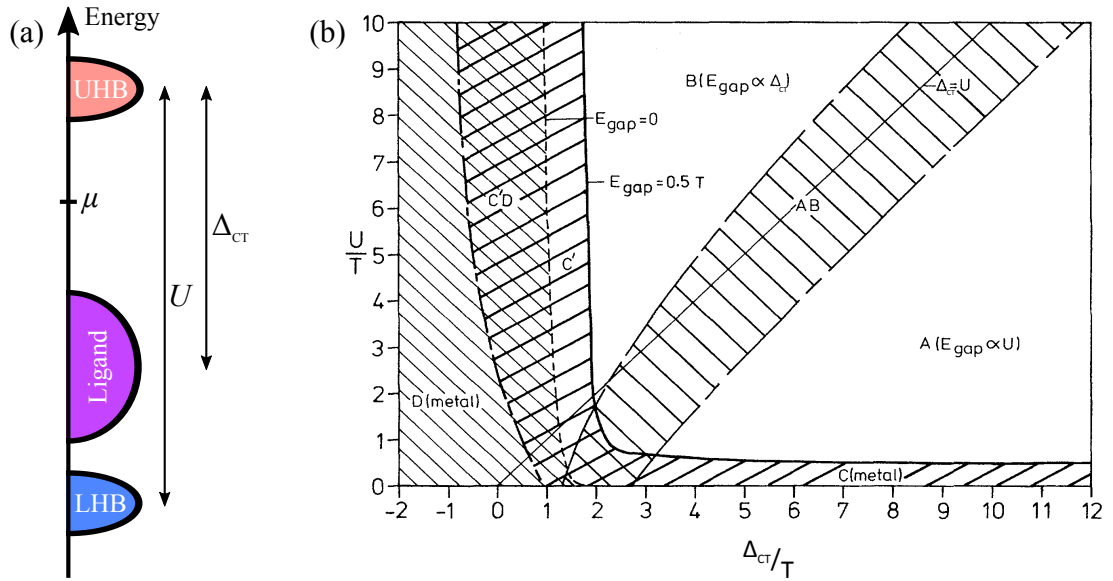 (a)
Energy
UHB
μ
Δ_CT
U
Ligand
LHB
(b)
10
9
8
7
6
5
4
3
2
1
0
U
T
B(E_gap ∝ Δ_CT)
Δ_CT=U
E_gap=0
E_gap=0.5 T
C'D
C'
AB
A(E_gap∝U)
D(metal)
C(metal)
-2 -1 0 1 2 3 4 5 6 7 8 9 10 11 12
Δ_CT/T